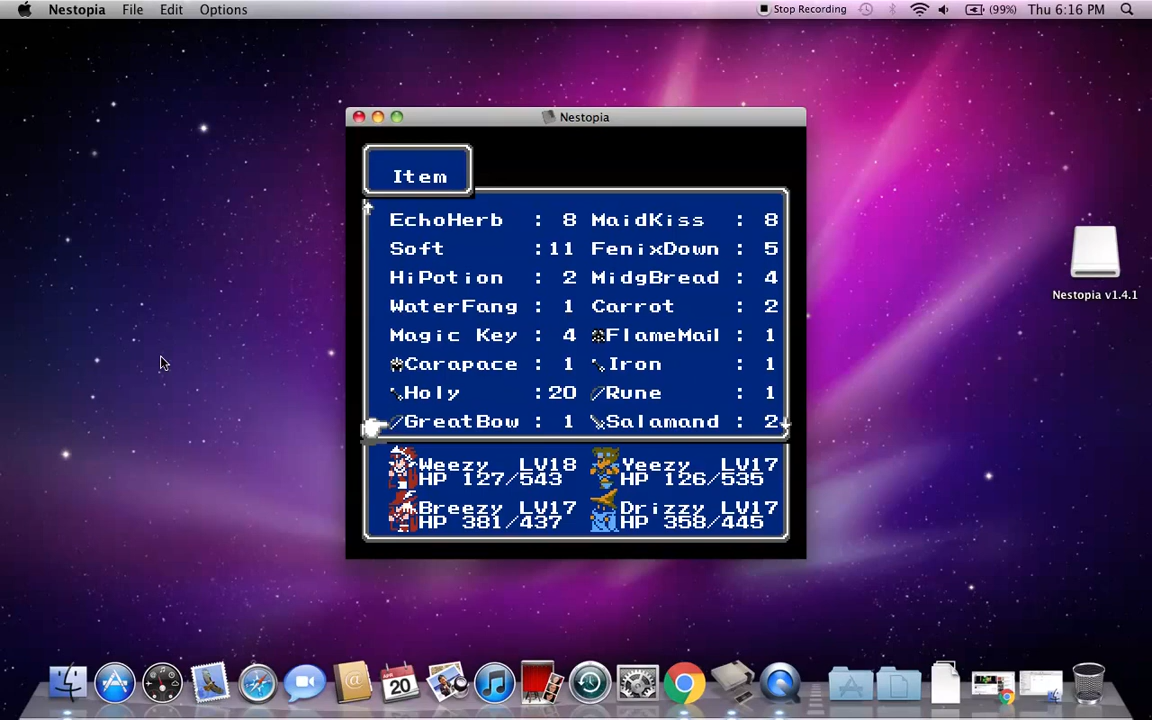 Nestopia File Edit Options Stop Recording (99%) Thu 6:16 PM
Nestopia
Item
EchoHerb : 8 MaidKiss : 8
Soft :11 FenixDown : 5
HiPotion : 2 MidgBread : 4
WaterFang : 1 Carrot : 2
Magic Key : 4 FlameMail : 1
Carapace : 1 Iron : 1
Holy :20 Rune : 1
GreatBow : 1 Salamand : 2
Weezy LV18 Yeezy LV17
HP 127/543 HP 126/535
Breezy LV17 Drizzy LV17
HP 381/437 HP 358/445
Nestopia v1.4.1
20